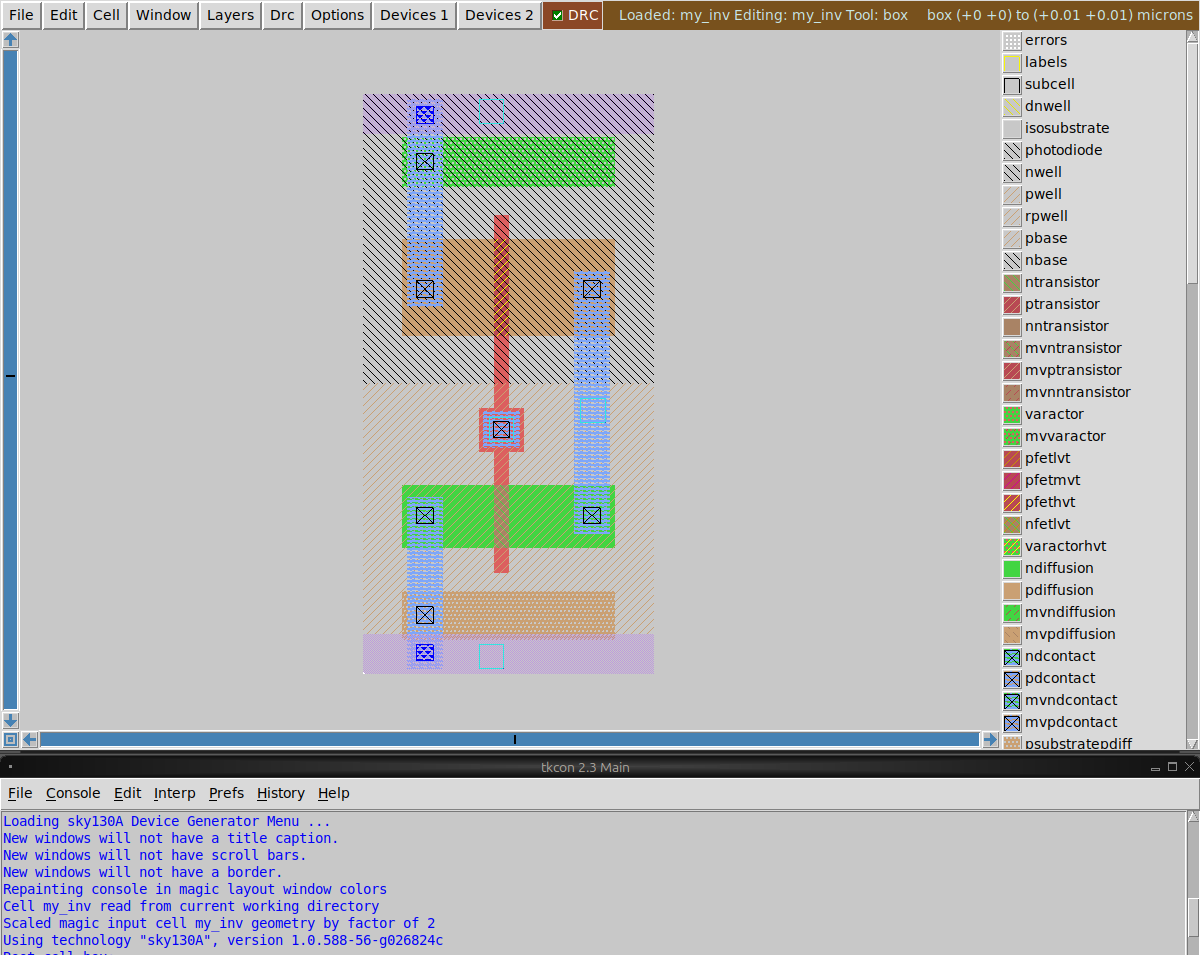 File Edit Cell Window Layers Drc Options Devices 1 Devices 2 DRC Loaded: my_inv Editing: my_inv Tool: box box (+0 +0) to (+0.01 +0.01) microns
errors
labels
subcell
dnwell
isosubstrate
photodiode
nwell
pwell
rpwell
pbase
nbase
ntransistor
ptransistor
nntransistor
mvntransistor
mvptransistor
mvnntransistor
varactor
mvvaractor
pfetlvt
pfetmvt
pfethvt
nfetlvt
varactorhvt
ndiffusion
pdiffusion
mvndiffusion
mvpdiffusion
ndcontact
pdcontact
mvndcontact
mvpdcontact
psubstratepdiff
tkcon 2.3 Main
File Console Edit Interp Prefs History Help
Loading sky130A Device Generator Menu ...
New windows will not have a title caption.
New windows will not have scroll bars.
New windows will not have a border.
Repainting console in magic layout window colors
Cell my_inv read from current working directory
Scaled magic input cell my_inv geometry by factor of 2
Using technology "sky130A", version 1.0.588-56-g026824c
Root cell box: